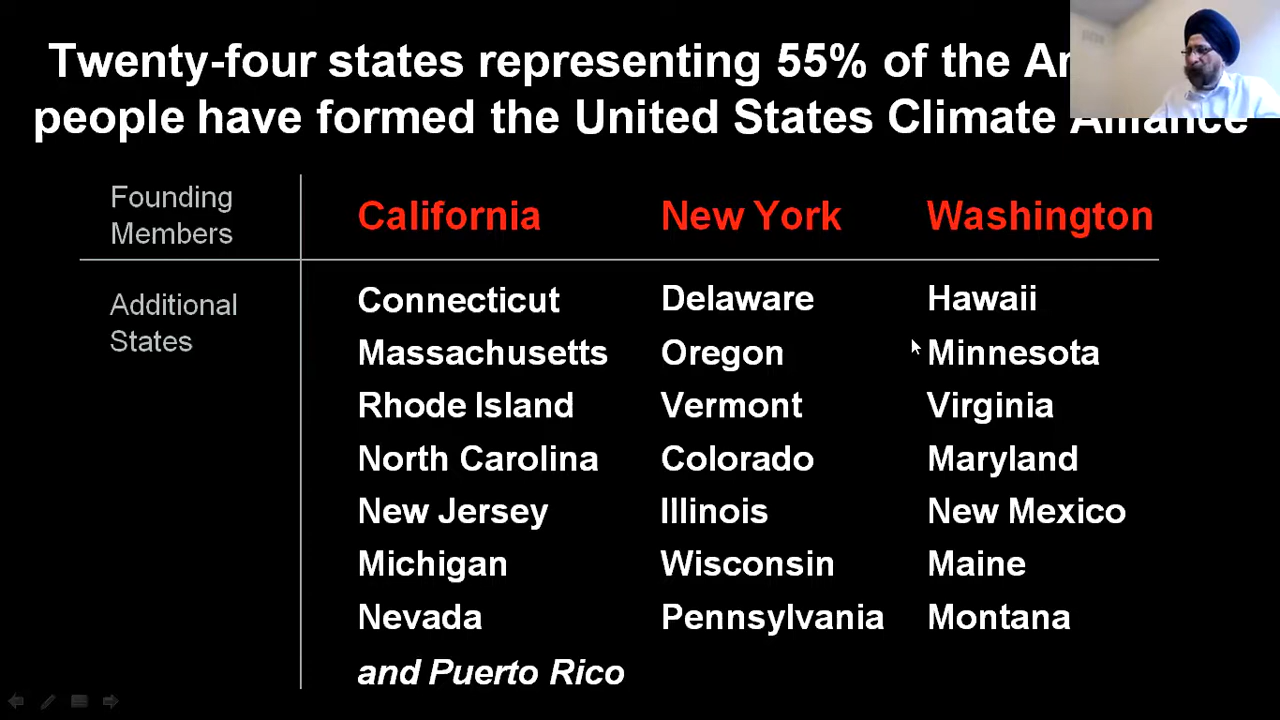 Twenty-four states representing 55% of the
people have formed the United States Climate Alliance
Founding
Members
California
New York
Washington
Additional
States
Connecticut
Delaware
Hawaii
Massachusetts
Oregon
Minnesota
Rhode Island
Vermont
Virginia
North Carolina
Colorado
Maryland
New Jersey
Illinois
New Mexico
Michigan
Wisconsin
Maine
Nevada
Pennsylvania
Montana
and Puerto Rico